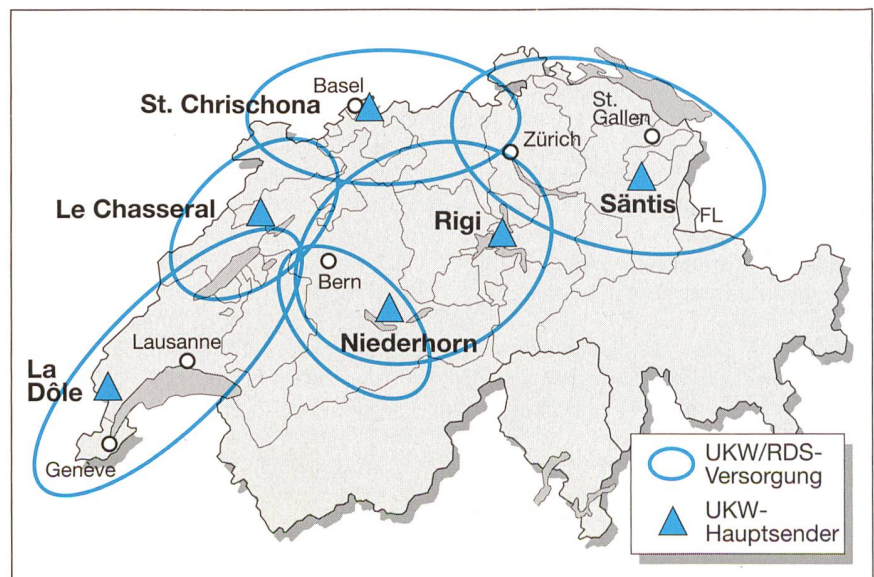 Basel
St. Chrischona
St.
Gallen
Zürich
Le Chasseral
Säntis
FL
Rigi
Bern
Niederhorn
Lausanne
La
Dôle
Genève
UKW/RDS-
Versorgung
UKW-
Hauptsender